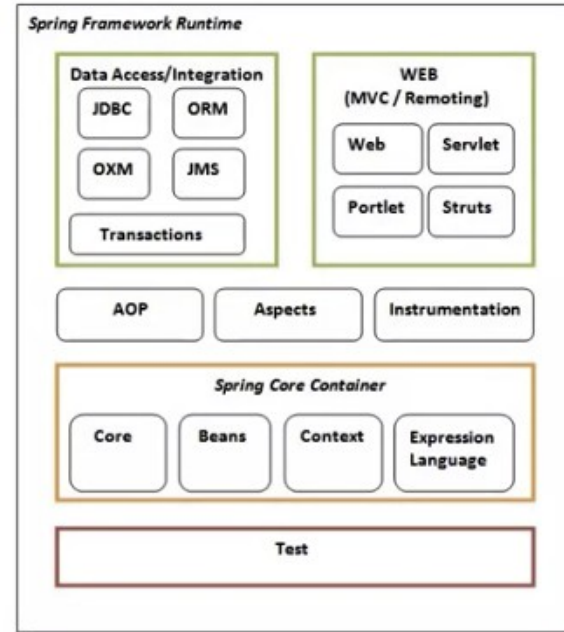 Spring Framework Runtime
Data Access/Integration
JDBC
ORM
OXM
JMS
Transactions
WEB
(MVC / Remoting)
Web
Servlet
Portlet
Struts
AOP
Aspects
Instrumentation
Spring Core Container
Core
Beans
Context
Expression
Language
Test